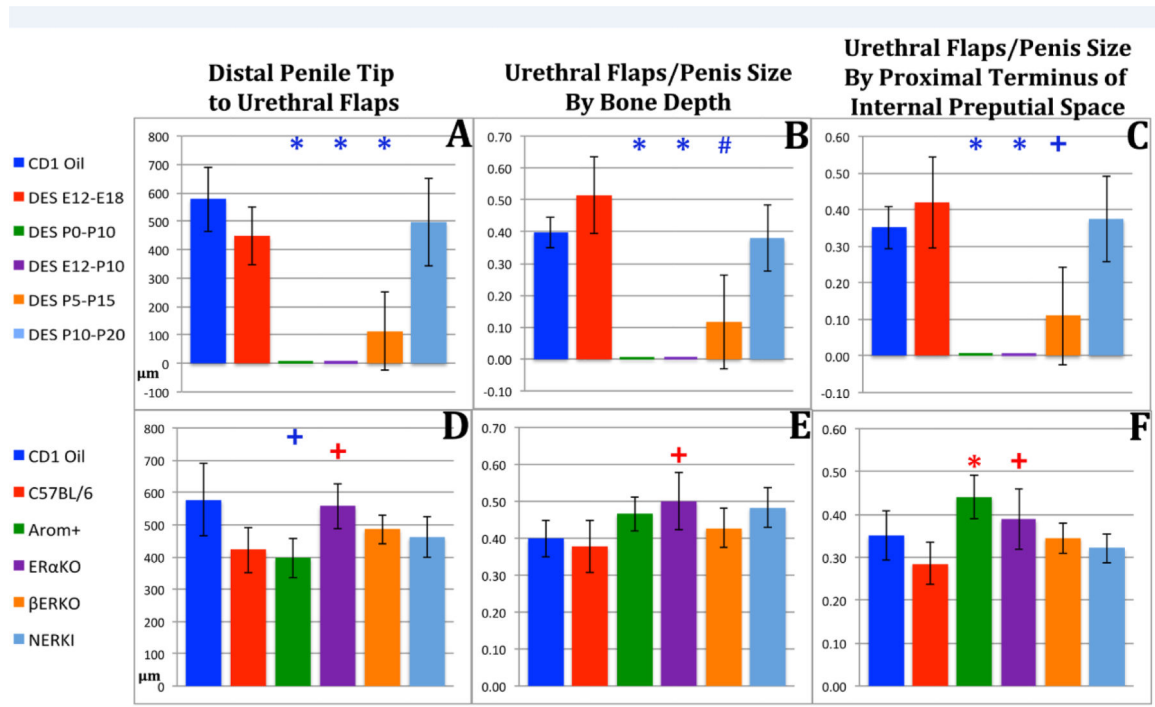 Distal Penile Tip
to Urethral Flaps
Urethral Flaps/Penis Size
By Bone Depth
Urethral Flaps/Penis Size
By Proximal Terminus of
Internal Preputial Space
CD1 Oil
DES E12-E18
DES P0-P10
DES E12-P10
DES P5-P15
DES P10-P20
A
* * *
800
700
600
500
400
300
200
100
0
μm
-100
B
* * #
0.70
0.60
0.50
0.40
0.30
0.20
0.10
0.00
-0.10
C
* * +
0.60
0.50
0.40
0.30
0.20
0.10
0.00
-0.10
CD1 Oil
C57BL/6
Arom+
ERαKO
βERKO
NERKI
D
+ +
800
700
600
500
400
300
200
100
μm
0
E
+
0.70
0.60
0.50
0.40
0.30
0.20
0.10
0.00
F
* +
0.60
0.50
0.40
0.30
0.20
0.10
0.00